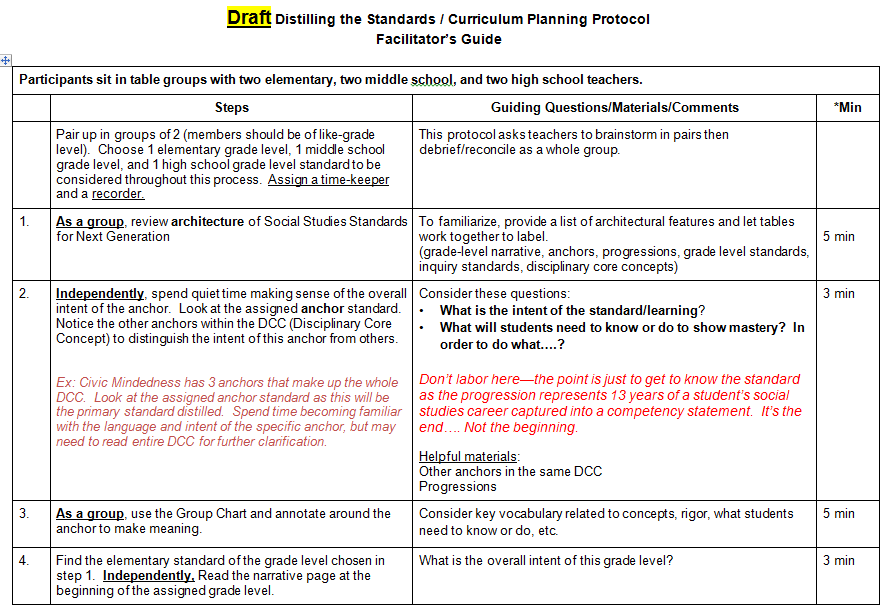 Draft Distilling the Standards / Curriculum Planning Protocol
Facilitator's Guide
Participants sit in table groups with two elementary, two middle school, and two high school teachers.
Steps
Guiding Questions/Materials/Comments
*Min
Pair up in groups of 2 (members should be of like-grade
level). Choose 1 elementary grade level, 1 middle school
grade level, and 1 high school grade level standard to be
considered throughout this process. Assign a time-keeper
and a recorder.
This protocol asks teachers to brainstorm in pairs then
debrief/reconcile as a whole group.
1.
As a group, review architecture of Social Studies Standards
for Next Generation
To familiarize, provide a list of architectural features and let tables
work together to label.
(grade-level narrative, anchors, progressions, grade level standards,
inquiry standards, disciplinary core concepts)
5 min
2.
Independently, spend quiet time making sense of the overall
intent of the anchor. Look at the assigned anchor standard.
Notice the other anchors within the DCC (Disciplinary Core
Concept) to distinguish the intent of this anchor from others.
Ex: Civic Mindedness has 3 anchors that make up the whole
DCC. Look at the assigned anchor standard as this will be
the primary standard distilled. Spend time becoming familiar
with the language and intent of the specific anchor, but may
need to read entire DCC for further clarification.
Consider these questions:
• What is the intent of the standard/learning?
• What will students need to know or do to show mastery? In
order to do what….?
Don't labor here—the point is just to get to know the standard
as the progression represents 13 years of a student's social
studies career captured into a competency statement. It's the
end…. Not the beginning.
Helpful materials:
Other anchors in the same DCC
Progressions
3 min
3.
As a group, use the Group Chart and annotate around the
anchor to make meaning.
Consider key vocabulary related to concepts, rigor, what students
need to know or do, etc.
5 min
4.
Find the elementary standard of the grade level chosen in
step 1. Independently, Read the narrative page at the
beginning of the assigned grade level.
What is the overall intent of this grade level?
3 min